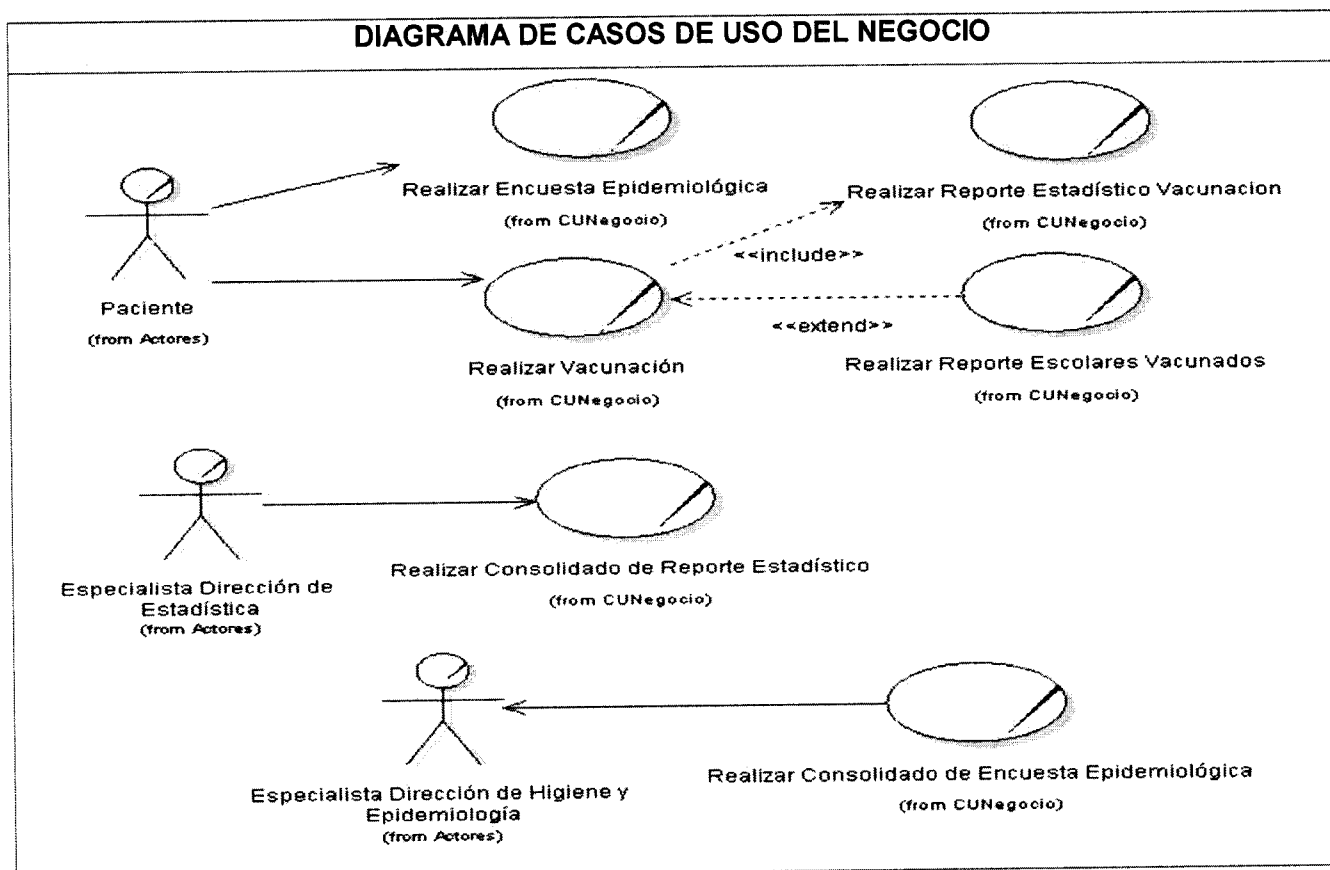 DIAGRAMA DE CASOS DE USO DEL NEGOCIO
Realizar Encuesta Epidemiológica
(from CUNegocio)
Realizar Reporte Estadístico Vacunacion
(from CUNegocio)
<<include>>
Paciente
(from Actores)
<<extend>>
Realizar Vacunación
(from CUNegocio)
Realizar Reporte Escolares Vacunados
(from CUNegocio)
Especialista Dirección de
Estadística
(from Actores)
Realizar Consolidado de Reporte Estadístico
(from CUNegocio)
Especialista Dirección de Higiene y
Epidemiología
(from Actores)
Realizar Consolidado de Encuesta Epidemiológica
(from CUNegocio)